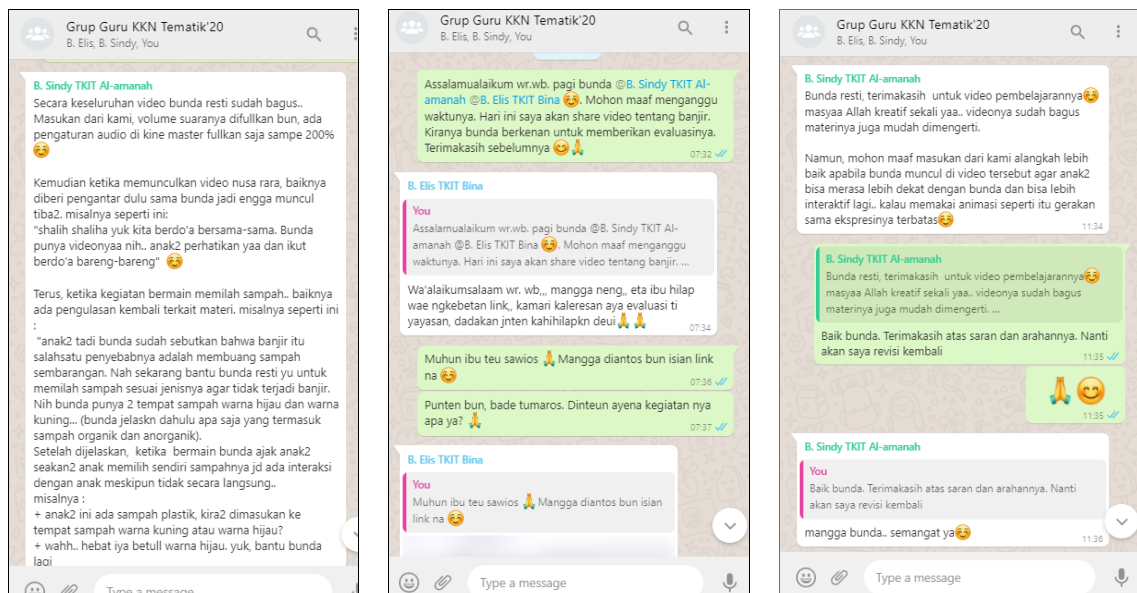 Grup Guru KKN Tematik'20
B. Elis, B. Sindy, You
B. Sindy TKIT Al-amanah
Secara keseluruhan video bunda resti sudah bagus..
Masukan dari kami, volume suaranya difullkan bun, ada
pengaturan audio di kine master fullkan saja sampe 200%
☺️
Kemudian ketika memunculkan video nusa rara, baiknya
diberi pengantar dulu sama bunda jadi engga muncul
tiba2. misalnya seperti ini:
"shalih shaliha yuk kita berdo'a bersama-sama. Bunda
punya videonyaa nih.. anak2 perhatikan yaa dan ikut
berdo'a bareng-bareng" ☺️
Terus, ketika kegiatan bermain memilah sampah.. baiknya
ada pengulasan kembali terkait materi. misalnya seperti ini
:
"anak2 tadi bunda sudah sebutkan bahwa banjir itu
salahsatu penyebabnya adalah membuang sampah
sembarangan. Nah sekarang bantu bunda resti yu untuk
memilah sampah sesuai jenisnya agar tidak terjadi banjir.
Nih bunda punya 2 tempat sampah warna hijau dan warna
kuning... (bunda jelaskn dahulu apa saja yang termasuk
sampah organik dan anorganik).
Setelah dijelaskan,  ketika  bermain bunda ajak anak2
seakan2 anak memilih sendiri sampahnya jd ada interaksi
dengan anak meskipun tidak secara langsung..
misalnya :
+ anak2 ini ada sampah plastik, kira2 dimasukan ke
tempat sampah warna kuning atau warna hijau?
+ wahh.. hebat iya betull warna hijau. yuk, bantu bunda
lagi
Type a message
Grup Guru KKN Tematik'20
B. Elis, B. Sindy, You
Assalamualaikum wr.wb. pagi bunda @B. Sindy TKIT Al-
amanah @B. Elis TKIT Bina ☺️. Mohon maaf menganggu
waktunya. Hari ini saya akan share video tentang banjir.
Kiranya bunda berkenan untuk memberikan evaluasinya.
Terimakasih sebelumnya 😊🙏
07:32
B. Elis TKIT Bina
You
Assalamualaikum wr.wb. pagi bunda @B. Sindy TKIT Al-
amanah @B. Elis TKIT Bina ☺️. Mohon maaf menganggu
waktunya. Hari ini saya akan share video tentang banjir. ...
Wa'alaikumsalaam wr. wb,,, mangga neng,, eta ibu hilap
wae ngkebetan link,, kamari kaleresan aya evaluasi ti
yayasan, dadakan jnten kahihilapkn deui🙏🙏
07:34
Muhun ibu teu sawios 🙏Mangga diantos bun isian link
na ☺️
07:36
Punten bun, bade tumaros. Dinteun ayena kegiatan nya
apa ya? 🙏
07:37
B. Elis TKIT Bina
You
Muhun ibu teu sawios 🙏Mangga diantos bun isian
link na ☺️
Type a message
Grup Guru KKN Tematik'20
B. Elis, B. Sindy, You
B. Sindy TKIT Al-amanah
Bunda resti, terimakasih  untuk video pembelajarannya☺️
masyaa Allah kreatif sekali yaa.. videonya sudah bagus
materinya juga mudah dimengerti.
Namun, mohon maaf masukan dari kami alangkah lebih
baik apabila bunda muncul di video tersebut agar anak2
bisa merasa lebih dekat dengan bunda dan bisa lebih
interaktif lagi.. kalau memakai animasi seperti itu gerakan
sama ekspresinya terbatas☺️
11:34
B. Sindy TKIT Al-amanah
Bunda resti, terimakasih  untuk video pembelajarannya☺️
masyaa Allah kreatif sekali yaa.. videonya sudah bagus
materinya juga mudah dimengerti. ...
Baik bunda. Terimakasih atas saran dan arahannya. Nanti
akan saya revisi kembali
11:35
🙏😊
11:35
B. Sindy TKIT Al-amanah
You
Baik bunda. Terimakasih atas saran dan arahannya. Nanti
akan saya revisi kembali
mangga bunda.. semangat ya☺️
11:36
Type a message